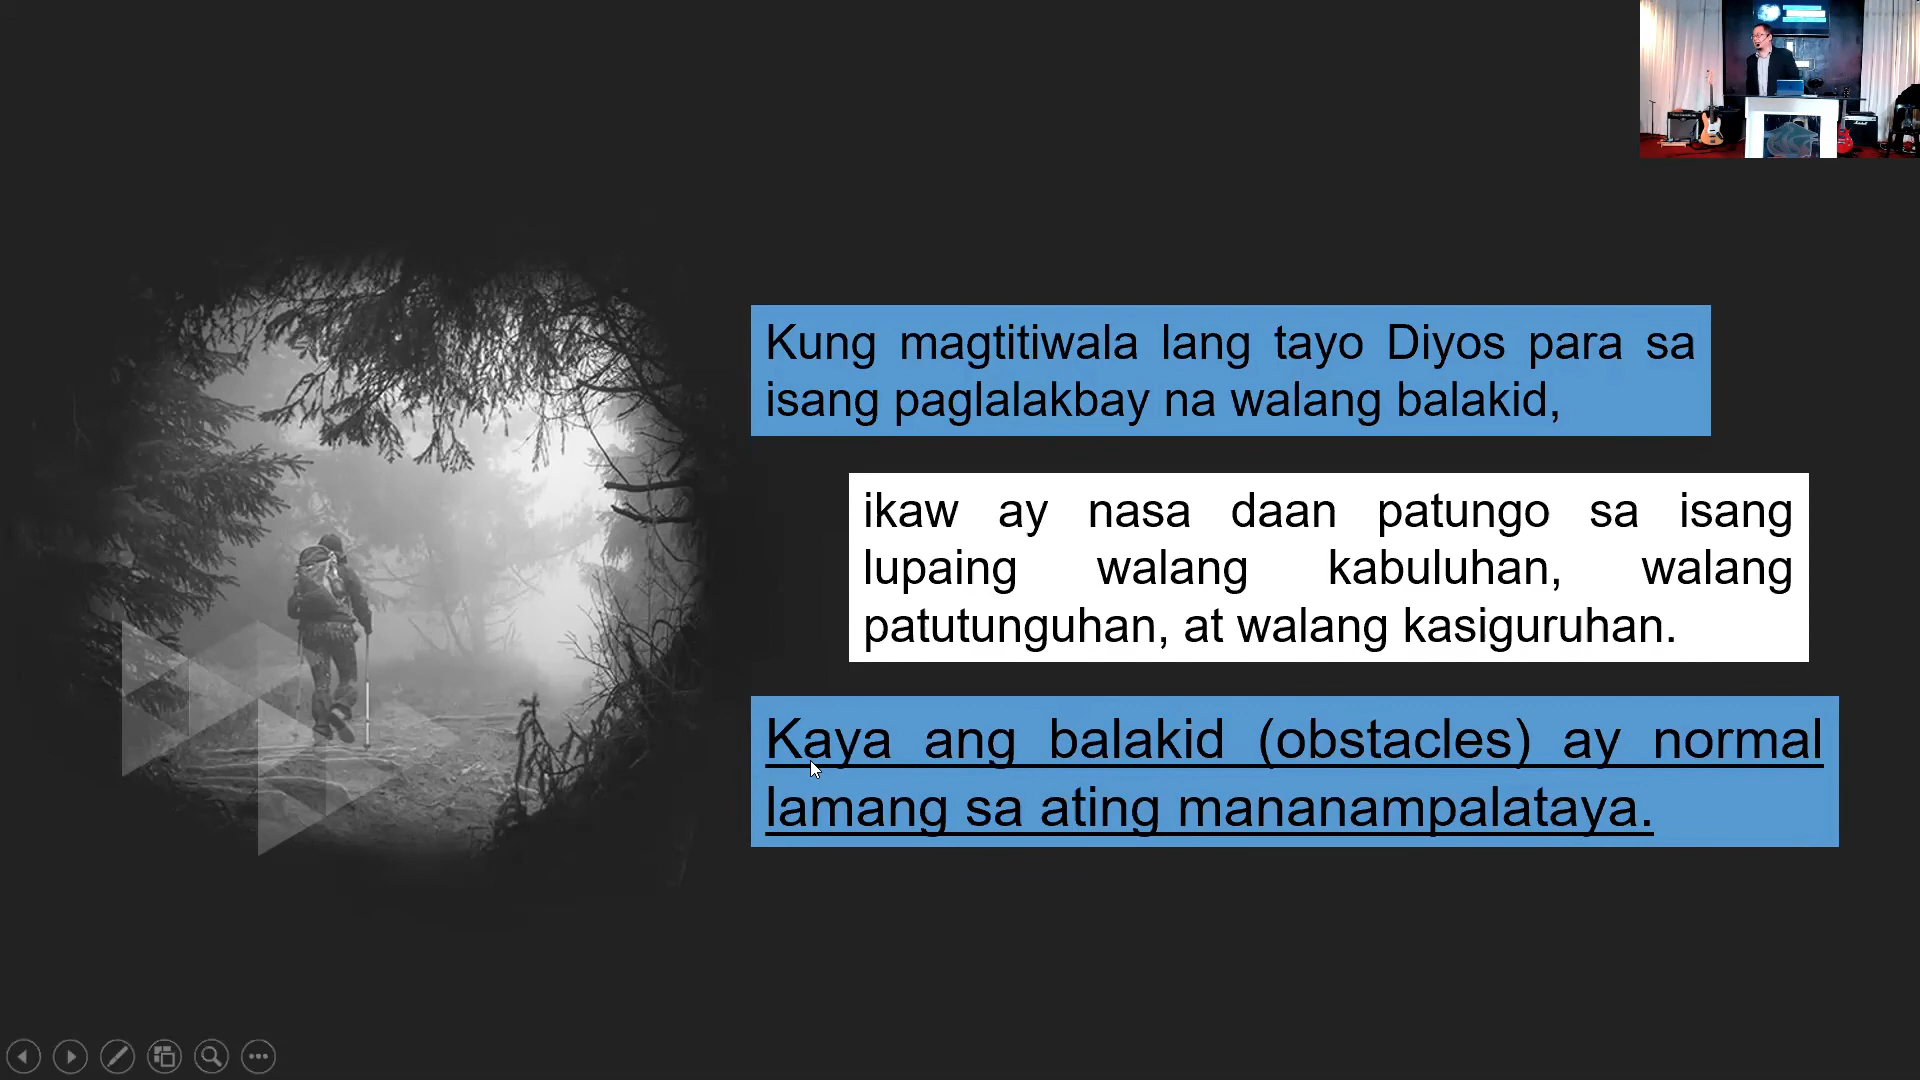 Kung magtitiwala lang tayo Diyos para sa
isang paglalakbay na walang balakid,
ikaw ay nasa daan patungo sa isang
lupaing walang kabuluhan, walang
patutunguhan, at walang kasiguruhan.
Kaya ang balakid (obstacles) ay normal
lamang sa ating mananampalataya.